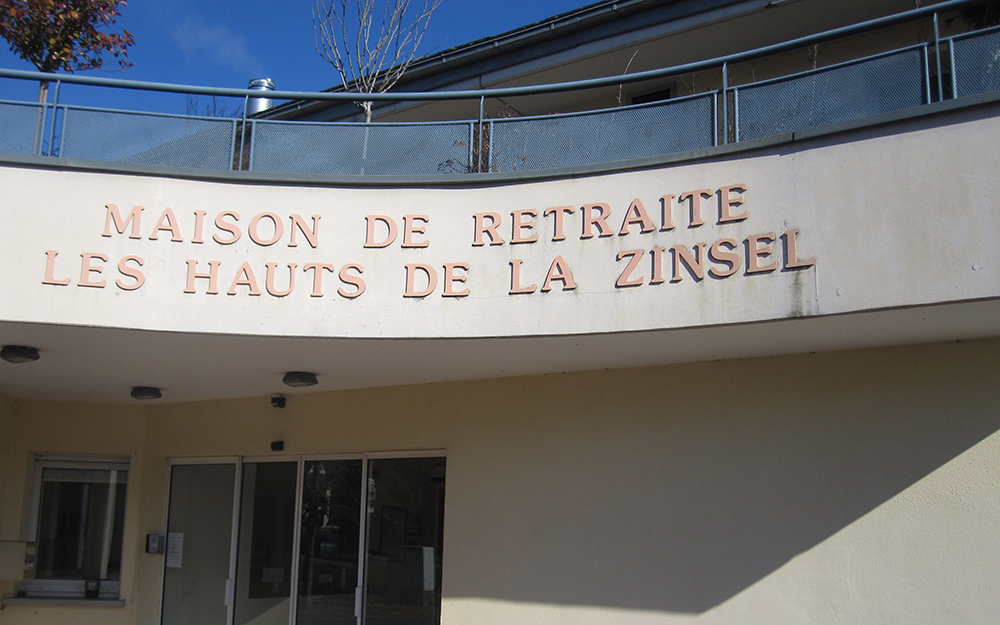 MAISON DE RETRAITE
LES HAUTS DE LA ZINSEL